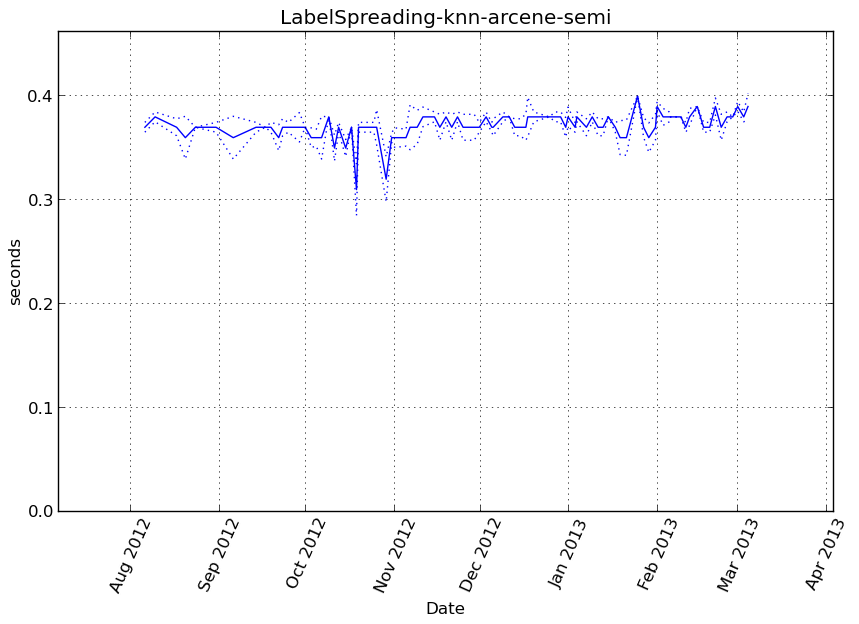 LabelSpreading-knn-arcene-semi
0.4
0.3
0.2
0.1
0.0
seconds
Aug 2012
Sep 2012
Oct 2012
Nov 2012
Dec 2012
Jan 2013
Feb 2013
Mar 2013
Apr 2013
Date